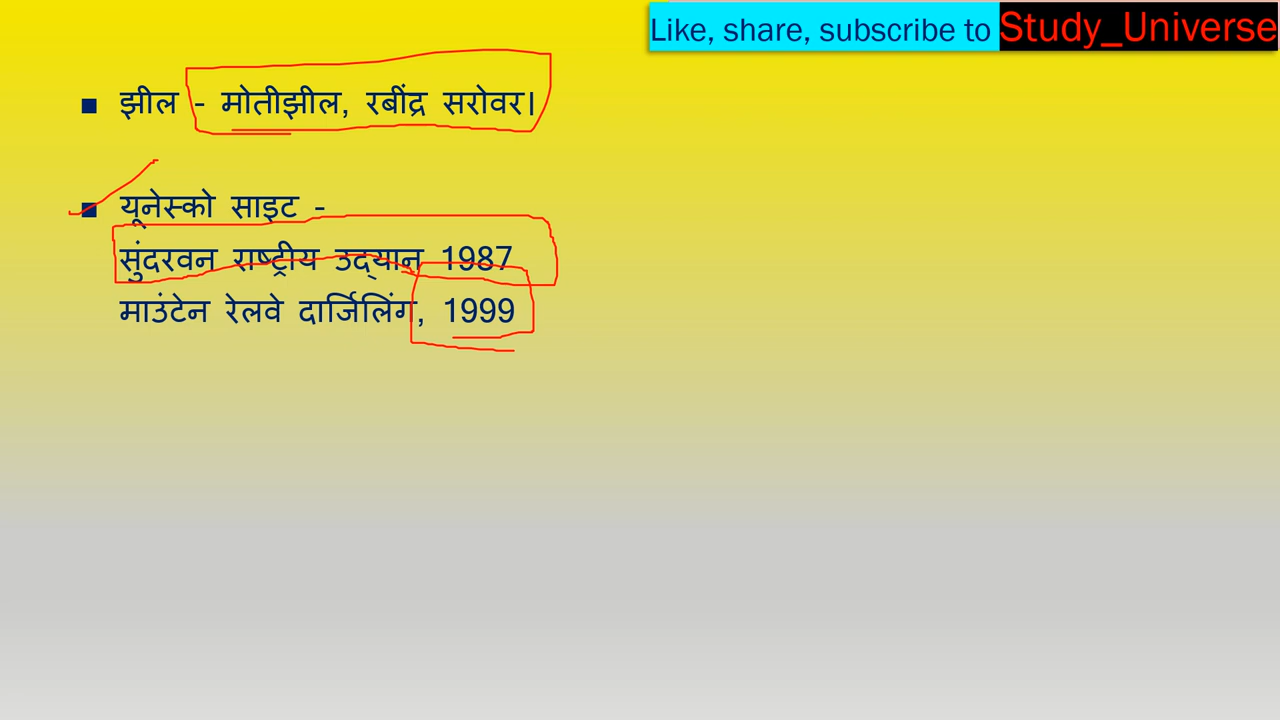 Like, share, subscribe to Study_Universe
▪ झील - मोतीझील, रबींद्र सरोवर।
▪ यूनेस्को साइट -
सुंदरवन राष्ट्रीय उद्यान 1987
माउंटेन रेलवे दार्जिलिंग, 1999